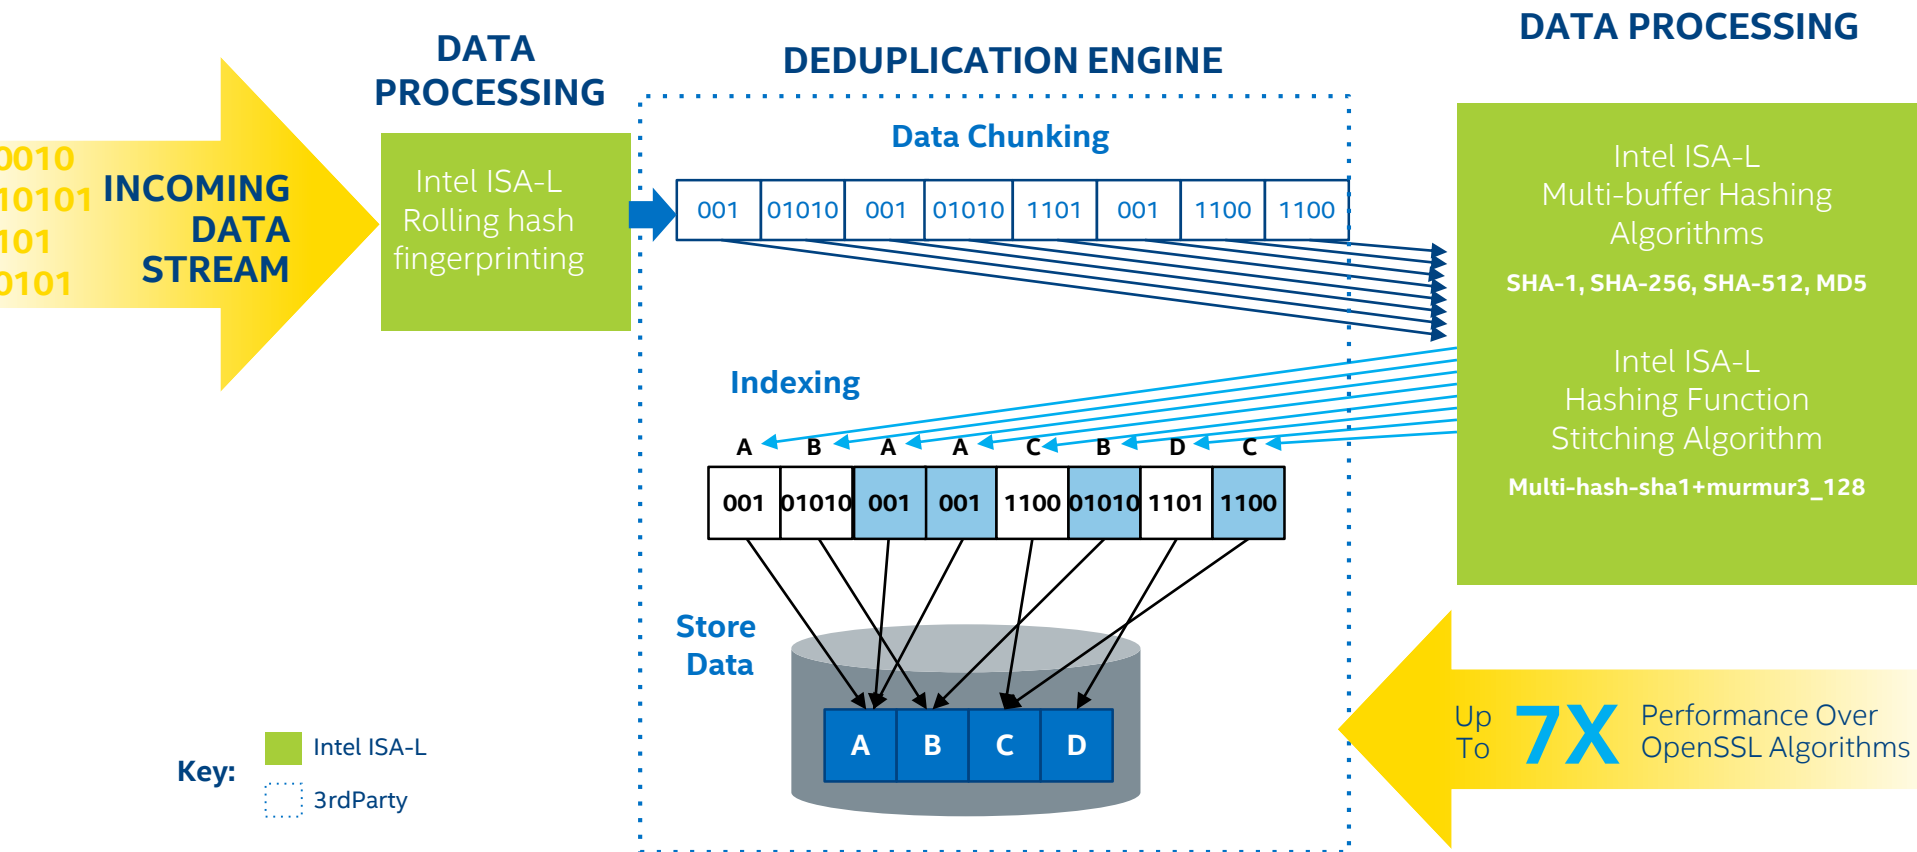 0010
10101
101
0101
INCOMING
DATA
STREAM
DATA
PROCESSING
Intel ISA-L
Rolling hash
fingerprinting
DEDUPLICATION ENGINE
Data Chunking
001 01010 001 01010 1101 001 1100 1100
Indexing
A B A A C B D C
001 01010 001 001 1100 01010 1101 1100
Store
Data
A B C D
DATA PROCESSING
Intel ISA-L
Multi-buffer Hashing
Algorithms
SHA-1, SHA-256, SHA-512, MD5
Intel ISA-L
Hashing Function
Stitching Algorithm
Multi-hash-sha1+murmur3_128
Up
To
7X
Performance Over
OpenSSL Algorithms
Key:
Intel ISA-L
3rdParty